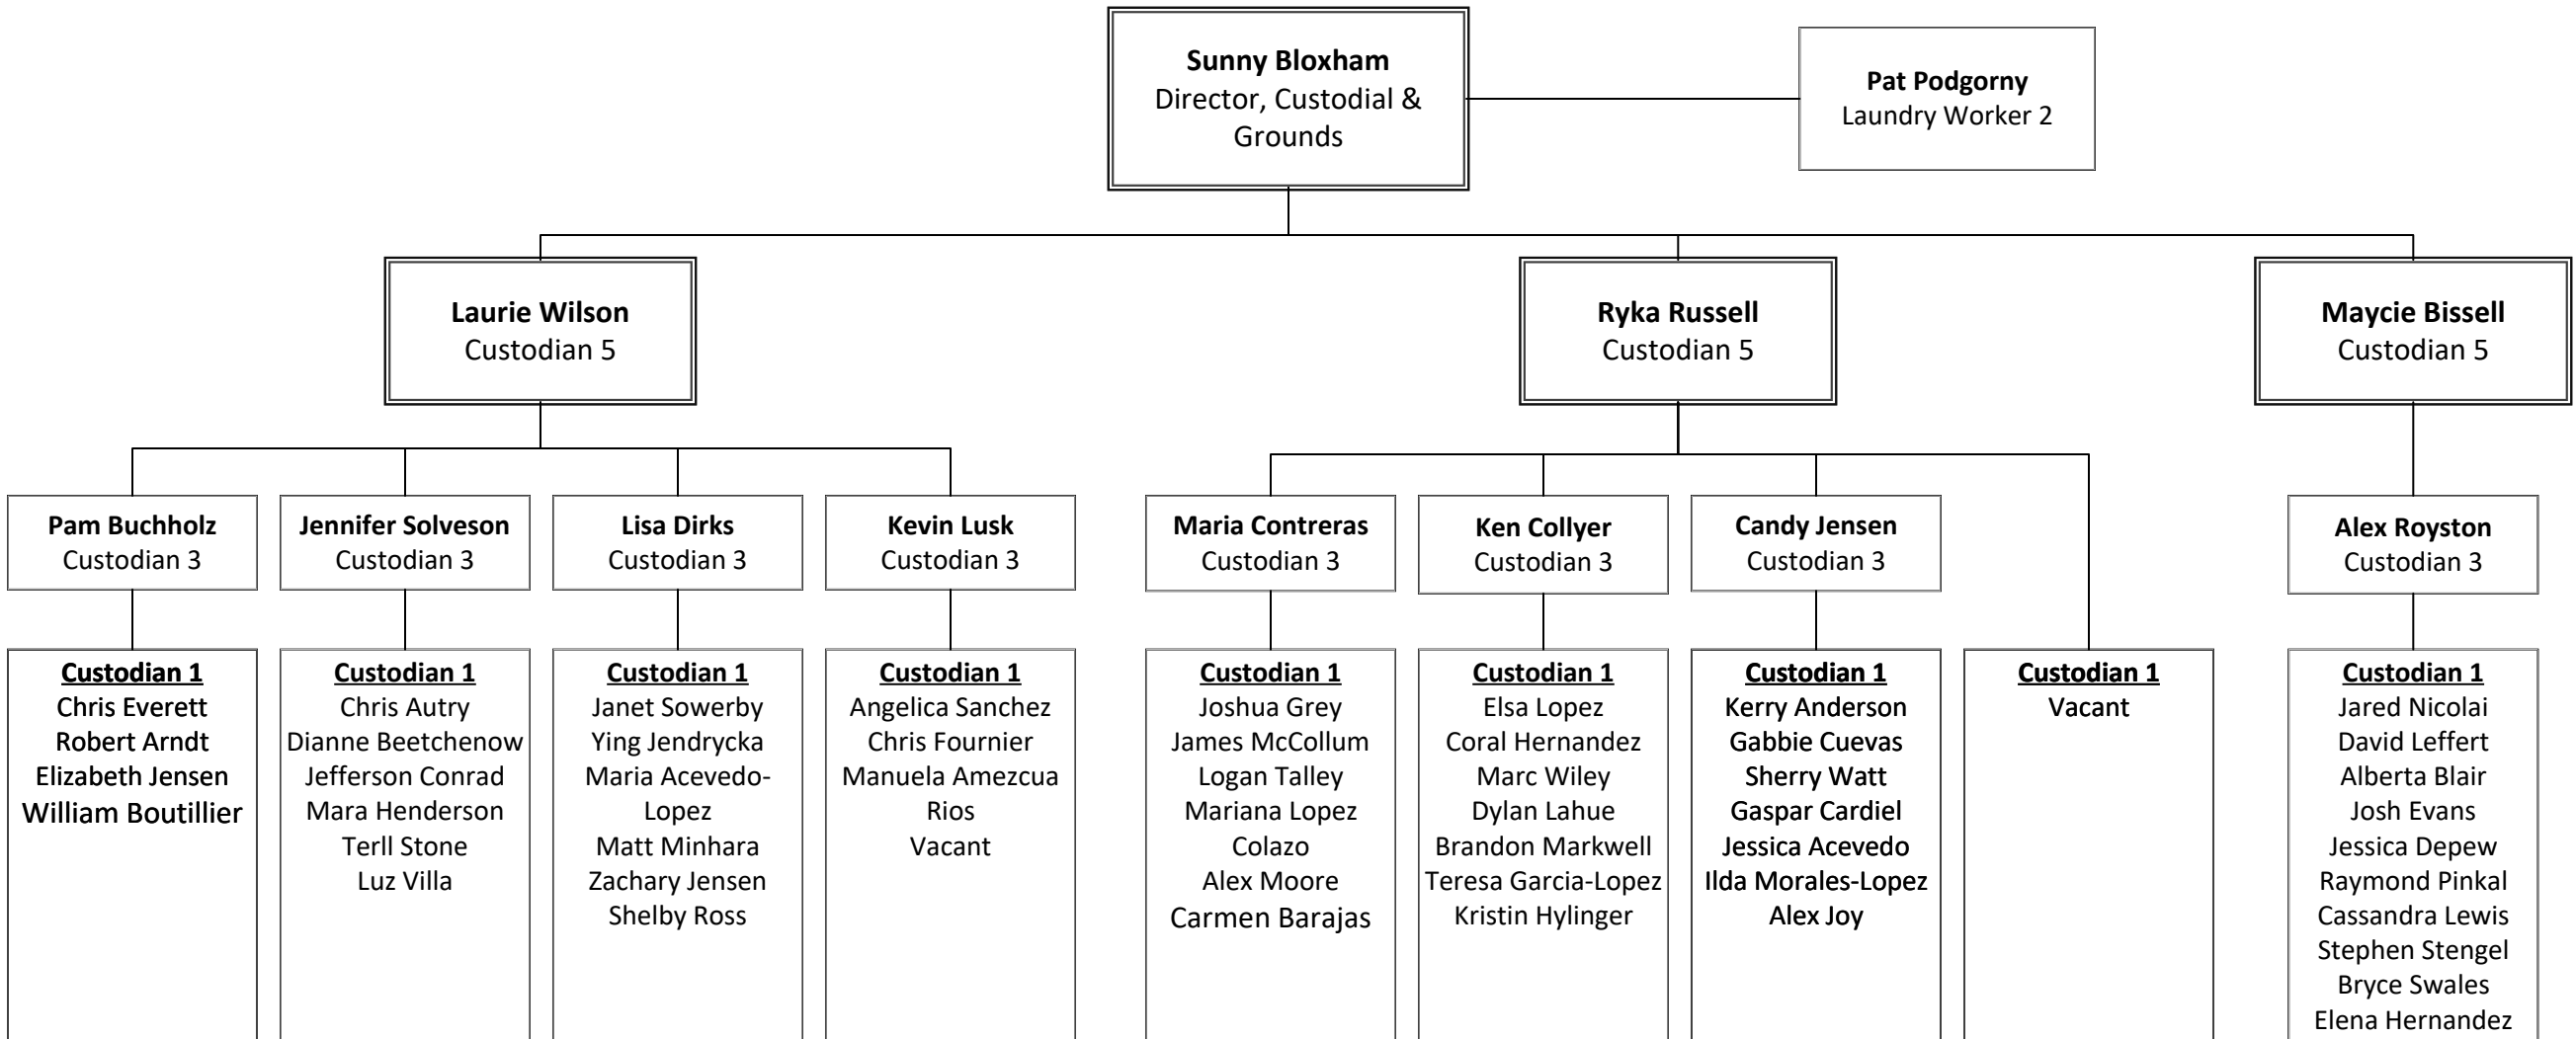 Sunny Bloxham
Director, Custodial &
Grounds
Pat Podgorny
Laundry Worker 2
Laurie Wilson
Custodian 5
Ryka Russell
Custodian 5
Maycie Bissell
Custodian 5
Pam Buchholz
Custodian 3
Jennifer Solveson
Custodian 3
Lisa Dirks
Custodian 3
Kevin Lusk
Custodian 3
Maria Contreras
Custodian 3
Ken Collyer
Custodian 3
Candy Jensen
Custodian 3
Alex Royston
Custodian 3
Custodian 1
Chris Everett
Robert Arndt
Elizabeth Jensen
William Boutillier
Custodian 1
Chris Autry
Dianne Beetchenow
Jefferson Conrad
Mara Henderson
Terll Stone
Luz Villa
Custodian 1
Janet Sowerby
Ying Jendrycka
Maria Acevedo-
Lopez
Matt Minhara
Zachary Jensen
Shelby Ross
Custodian 1
Angelica Sanchez
Chris Fournier
Manuela Amezcua
Rios
Vacant
Custodian 1
Joshua Grey
James McCollum
Logan Talley
Mariana Lopez
Colazo
Alex Moore
Carmen Barajas
Custodian 1
Elsa Lopez
Coral Hernandez
Marc Wiley
Dylan Lahue
Brandon Markwell
Teresa Garcia-Lopez
Kristin Hylinger
Custodian 1
Kerry Anderson
Gabbie Cuevas
Sherry Watt
Gaspar Cardiel
Jessica Acevedo
Ilda Morales-Lopez
Alex Joy
Custodian 1
Vacant
Custodian 1
Jared Nicolai
David Leffert
Alberta Blair
Josh Evans
Jessica Depew
Raymond Pinkal
Cassandra Lewis
Stephen Stengel
Bryce Swales
Elena Hernandez